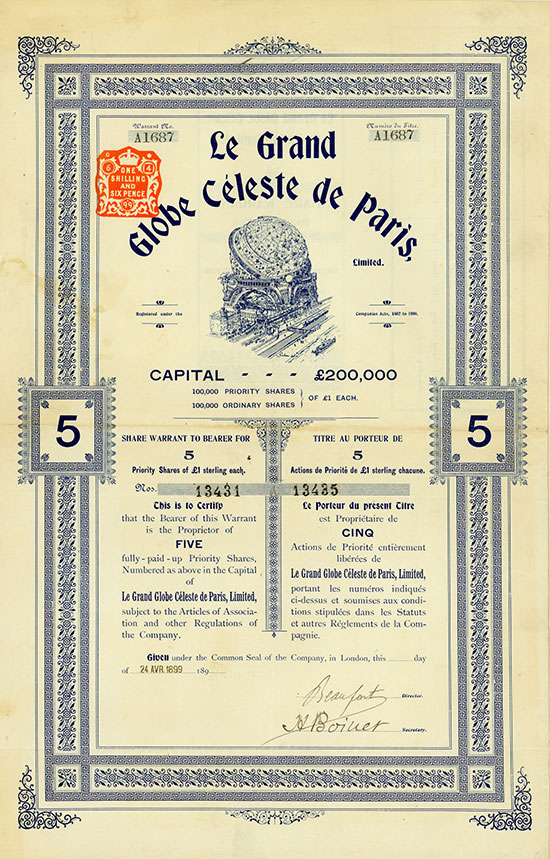 Warrant No.
A1687
Numéro du Titre.
A1687
Le Grand
Globe Céleste de Paris,
Limited.
6 4
ONE
SHILLING
AND
SIX PENCE
99
Registered under the
Companies Acts, 1862 to 1898.
CAPITAL - - - £200,000
100,000 PRIORITY SHARES
100,000 ORDINARY SHARES
OF £1 EACH.
5
5
SHARE WARRANT TO BEARER FOR
5
Priority Shares of £1 sterling each.
TITRE AU PORTEUR DE
5
Actions de Priorité de £1 sterling chacune.
Nos. 13431 A 13435
This is to Certify
that the Bearer of this Warrant
is the Proprietor of
FIVE
fully-paid-up Priority Shares,
Numbered as above in the Capital
of
Le Grand Globe Céleste de Paris, Limited,
subject to the Articles of Associa-
tion and other Regulations of
the Company.
Le Porteur du présent Titre
est Propriétaire de
CINQ
Actions de Priorité entièrement
libérées de
Le Grand Globe Céleste de Paris, Limited,
portant les numéros indiqués
ci-dessus et soumises aux condi-
tions stipulées dans les Statuts
et autres Réglements de la Com-
pagnie.
Given under the Common Seal of the Company, in London, this day
of 24 AVR. 1899 189
Beaufort Director.
A Boinet Secretary.